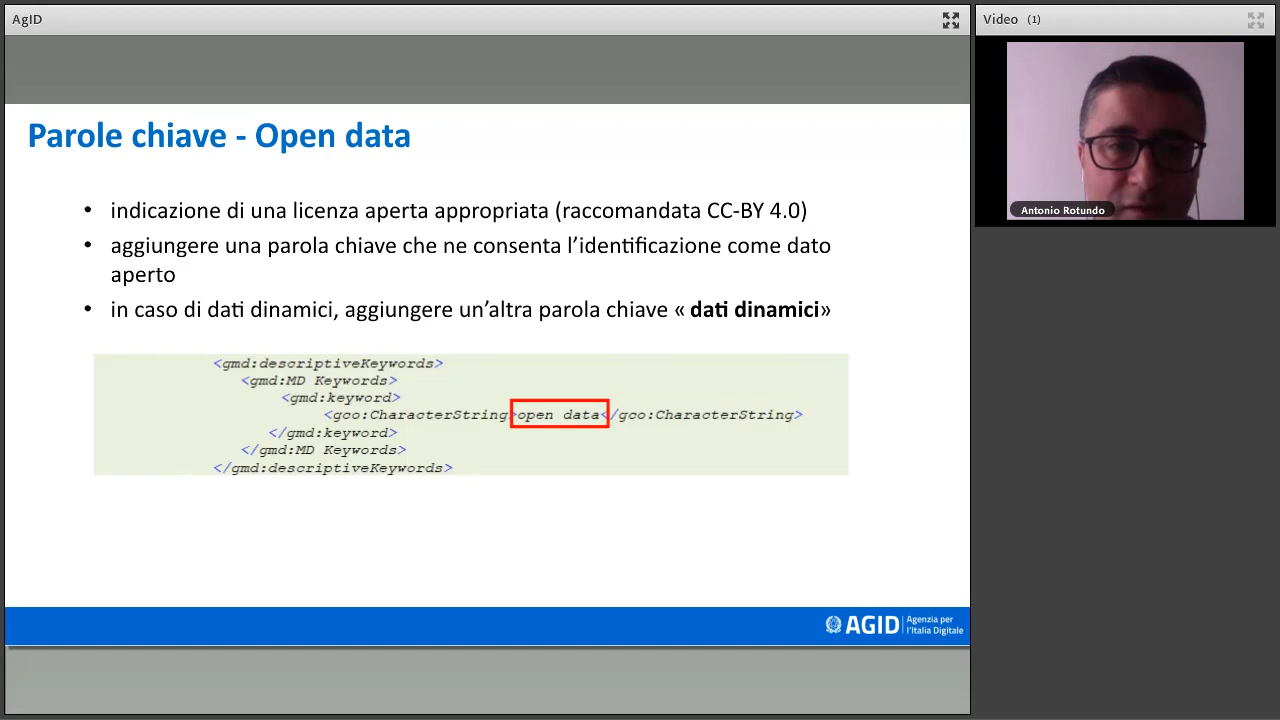 AgID
Video (1)
Antonio Rotundo
Parole chiave - Open data
• indicazione di una licenza aperta appropriata (raccomandata CC-BY 4.0)
• aggiungere una parola chiave che ne consenta l’identificazione come dato
aperto
• in caso di dati dinamici, aggiungere un’altra parola chiave « dati dinamici»
<gmd:descriptiveKeywords>
<gmd:MD Keywords>
<gmd:keyword>
<gco:CharacterString>open data</gco:CharacterString>
</gmd:keyword>
</gmd:MD Keywords>
</gmd:descriptiveKeywords>
AGID
Agenzia per
l’Italia Digitale